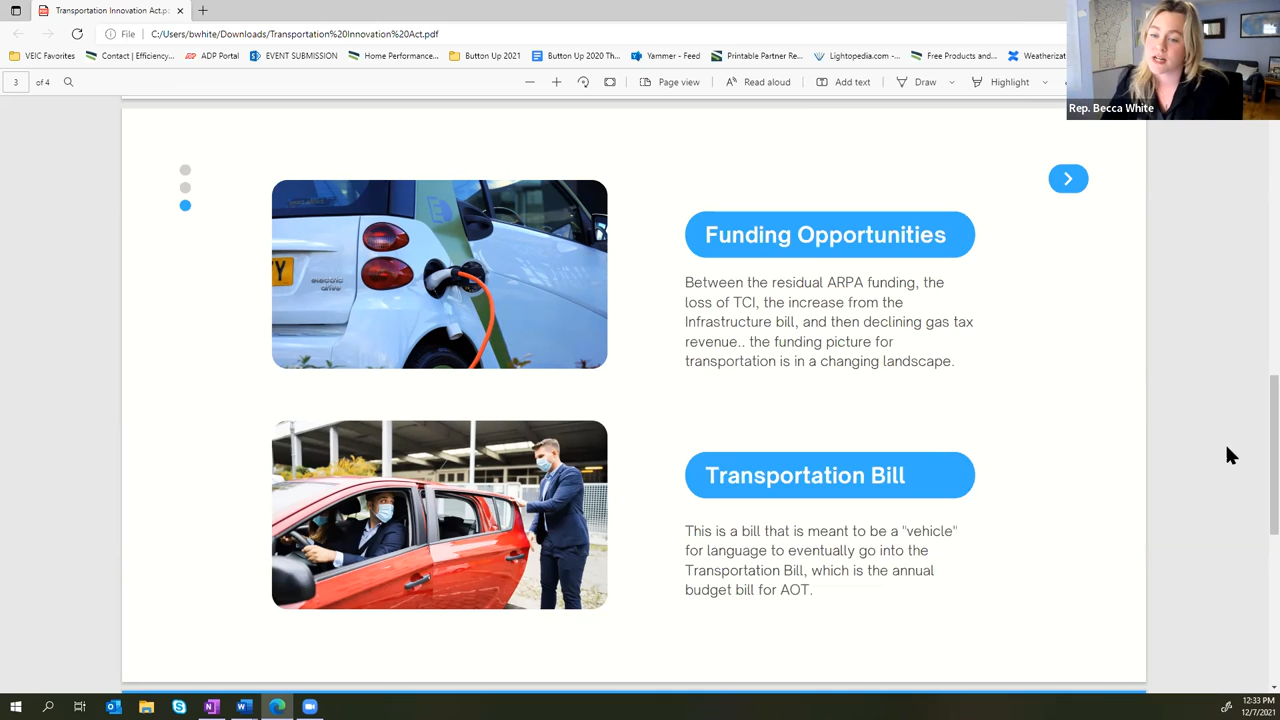 Transportation Innovation Act.p
File
C:/Users/bwhite/Downloads/Transportation%20Innovation%20Act.pdf
VEIC Favorites
Contact | Efficiency...
ADP Portal
EVENT SUBMISSION
Home Performance...
Button Up 2021
Button Up 2020 Th...
Yammer - Feed
Printable Partner Re...
Lightopedia.com -...
Free Products and...
Weatherizat
3 of 4
Page view
Read aloud
Add text
Draw
Highlight
Rep. Becca White
electric
drive
Funding Opportunities
Between the residual ARPA funding, the
loss of TCI, the increase from the
Infrastructure bill, and then declining gas tax
revenue.. the funding picture for
transportation is in a changing landscape.
Transportation Bill
This is a bill that is meant to be a "vehicle"
for language to eventually go into the
Transportation Bill, which is the annual
budget bill for AOT.
12:33 PM
12/7/2021